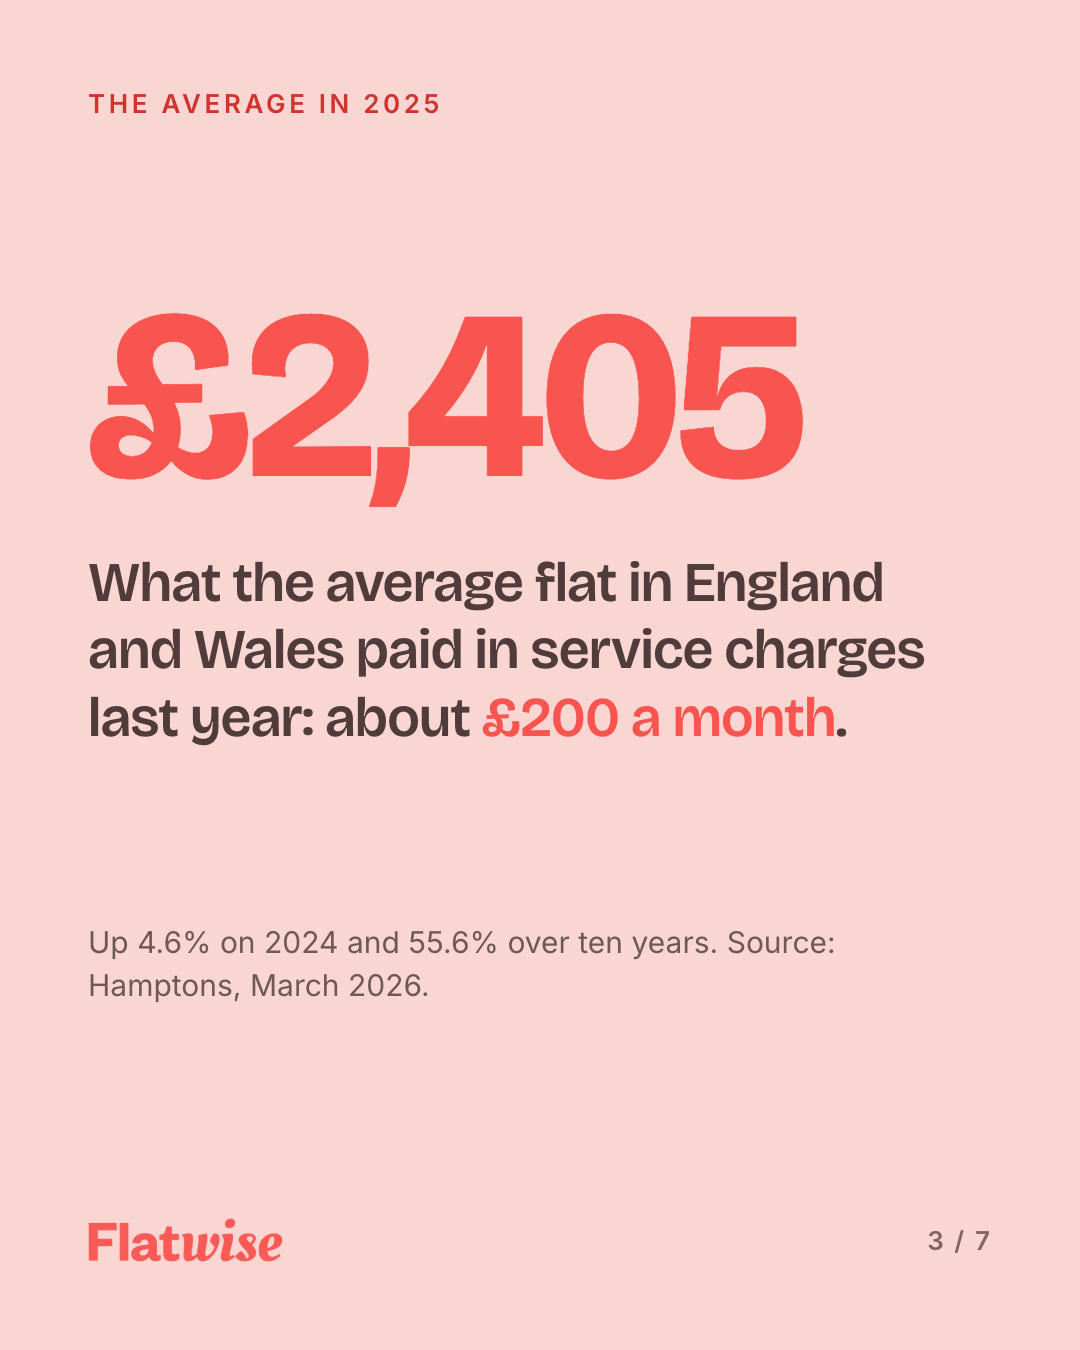 THE AVERAGE IN 2025
£2,405
What the average flat in England
and Wales paid in service charges
last year: about £200 a month.
Up 4.6% on 2024 and 55.6% over ten years. Source:
Hamptons, March 2026.
Flatwise
3 / 7